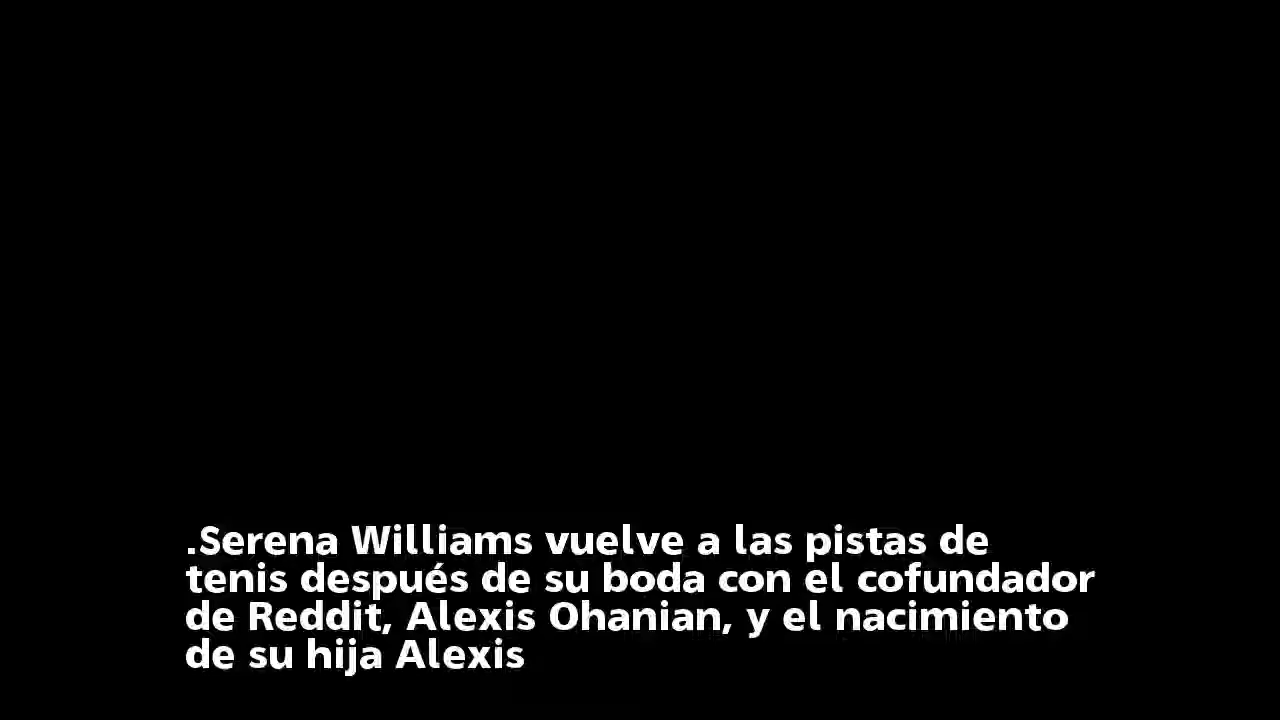 .Serena Williams vuelve a las pistas de
tenis después de su boda con el cofundador
de Reddit, Alexis Ohanian, y el nacimiento
de su hija Alexis